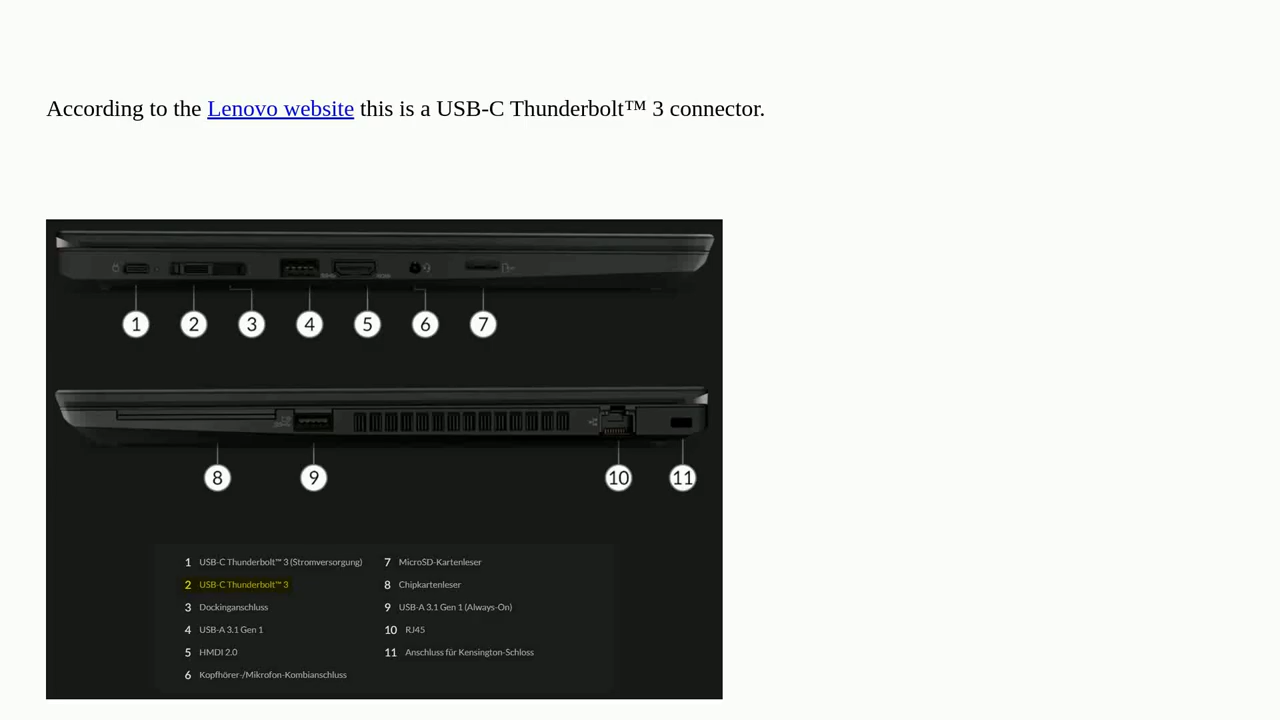 According to the Lenovo website this is a USB-C Thunderbolt™ 3 connector.
1 2 3 4 5 6 7
8 9 10 11
1 USB-C Thunderbolt™ 3 (Stromversorgung)
2 USB-C Thunderbolt™ 3
3 Dockinganschluss
4 USB-A 3.1 Gen 1
5 HMDI 2.0
6 Kopfhörer-/Mikrofon-Kombianschluss
7 MicroSD-Kartenleser
8 Chipkartenleser
9 USB-A 3.1 Gen 1 (Always-On)
10 RJ45
11 Anschluss für Kensington-Schloss